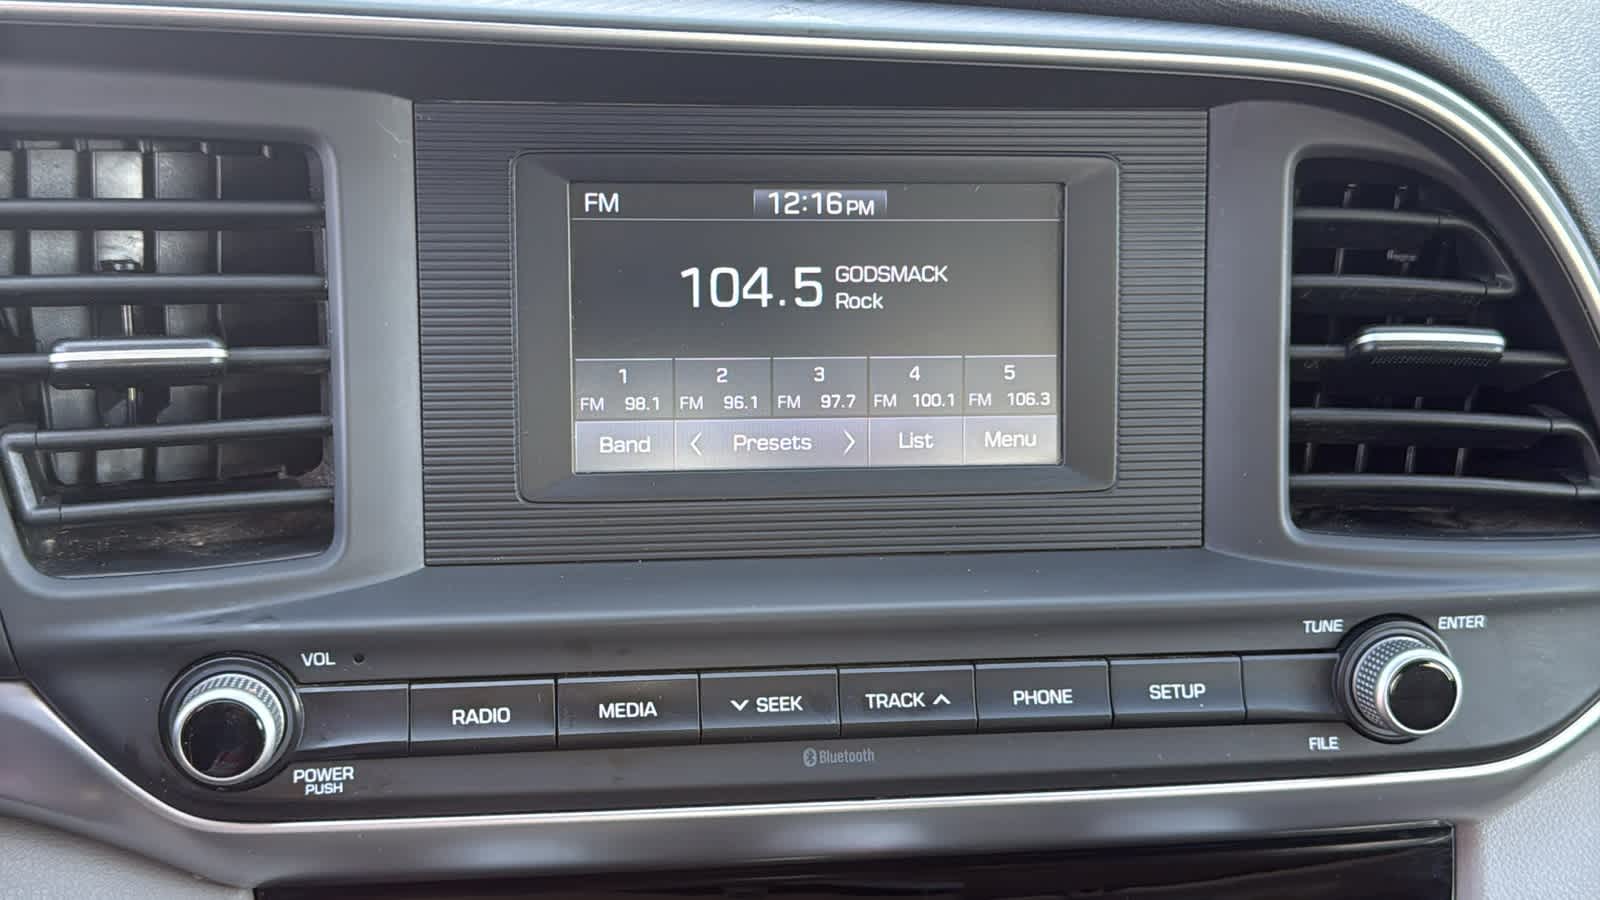 FM 12:16 PM
104.5 GODSMACK
Rock
1 2 3 4 5
FM 98.1 FM 96.1 FM 97.7 FM 100.1 FM 106.3
Band < Presets > List Menu
VOL
TUNE ENTER
RADIO MEDIA SEEK TRACK PHONE SETUP
POWER
PUSH
Bluetooth
FILE